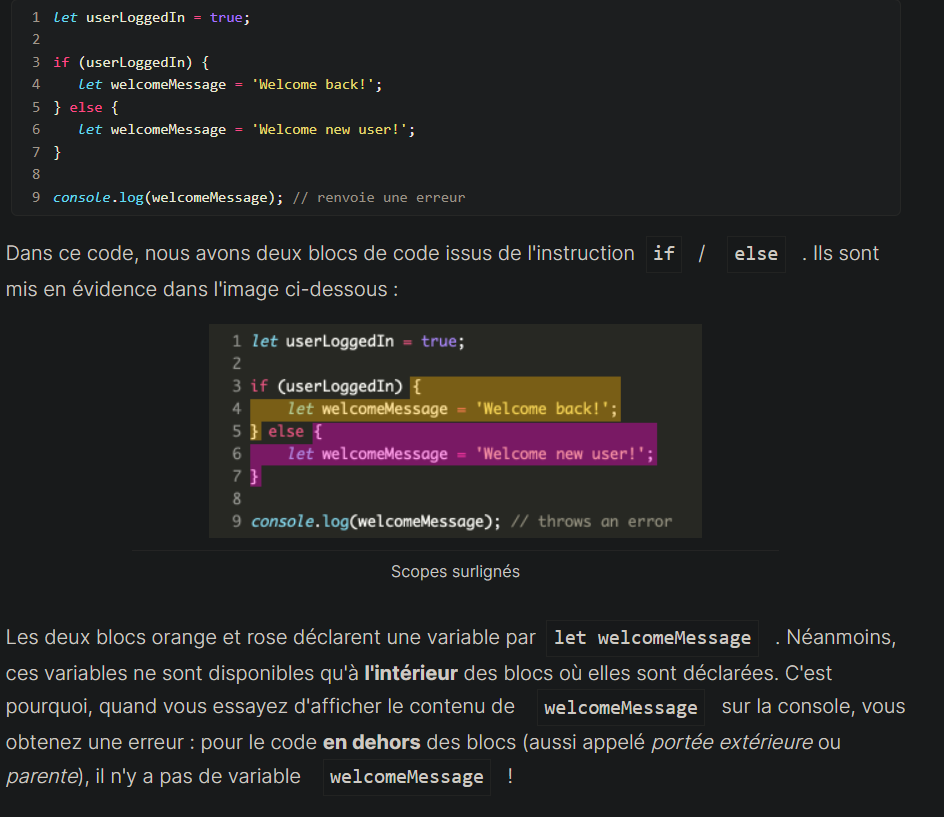 1 let userLoggedIn = true;
2
3 if (userLoggedIn) {
4    let welcomeMessage = 'Welcome back!';
5 } else {
6    let welcomeMessage = 'Welcome new user!';
7 }
8
9 console.log(welcomeMessage); // renvoie une erreur
Dans ce code, nous avons deux blocs de code issus de l'instruction if / else . Ils sont
mis en évidence dans l'image ci-dessous :
1 let userLoggedIn = true;
2
3 if (userLoggedIn) {
4    let welcomeMessage = 'Welcome back!';
5 } else {
6    let welcomeMessage = 'Welcome new user!';
7 }
8
9 console.log(welcomeMessage); // throws an error
Scopes surlignés
Les deux blocs orange et rose déclarent une variable par let welcomeMessage . Néanmoins,
ces variables ne sont disponibles qu'à l'intérieur des blocs où elles sont déclarées. C'est
pourquoi, quand vous essayez d'afficher le contenu de welcomeMessage sur la console, vous
obtenez une erreur : pour le code en dehors des blocs (aussi appelé portée extérieure ou
parente), il n'y a pas de variable welcomeMessage !